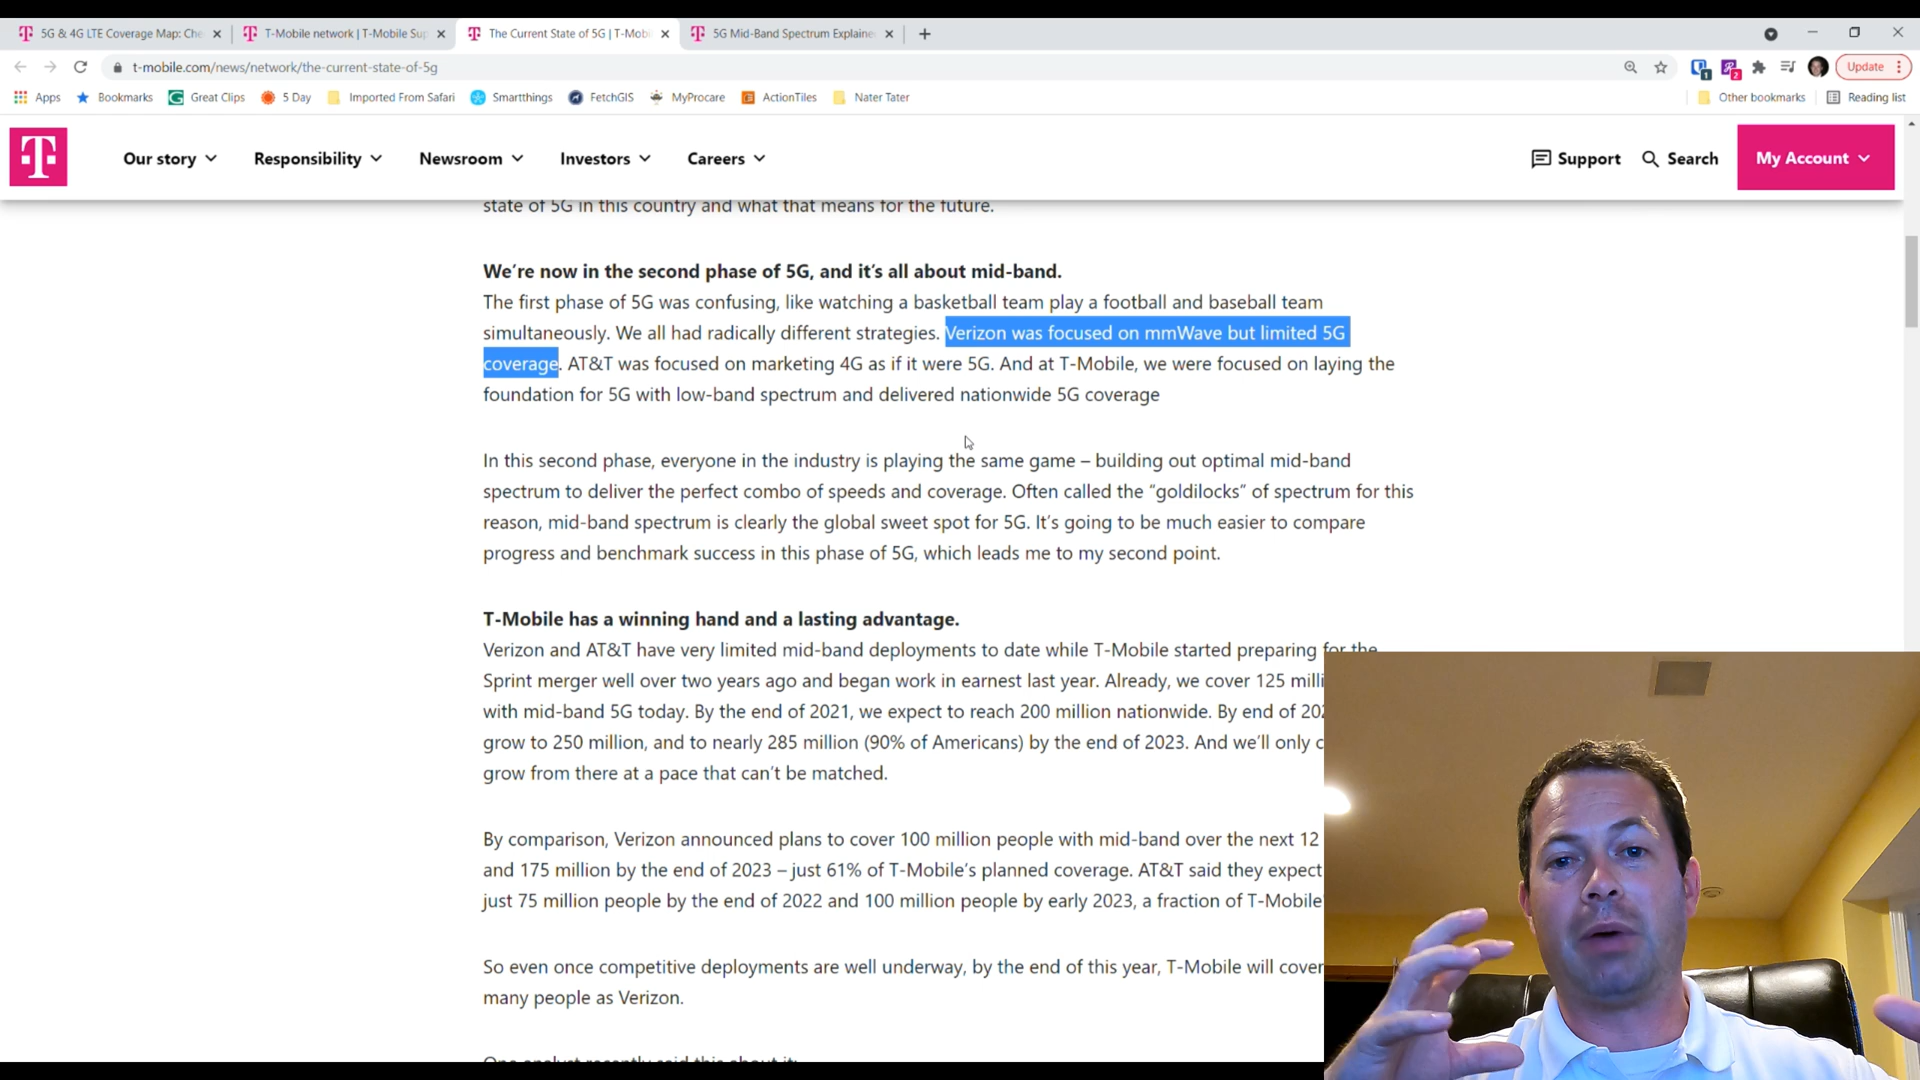 5G & 4G LTE Coverage Map: Che
T-Mobile network | T-Mobile Sup
The Current State of 5G | T-Mobi
5G Mid-Band Spectrum Explaine
t-mobile.com/news/network/the-current-state-of-5g
Update
Apps
Bookmarks
Great Clips
5 Day
Imported From Safari
Smartthings
FetchGIS
MyProcare
ActionTiles
Nater Tater
Other bookmarks
Reading list
T
Our story
Responsibility
Newsroom
Investors
Careers
Support
Search
My Account
state of 5G in this country and what that means for the future.
We're now in the second phase of 5G, and it's all about mid-band.
The first phase of 5G was confusing, like watching a basketball team play a football and baseball team
simultaneously. We all had radically different strategies. Verizon was focused on mmWave but limited 5G
coverage. AT&T was focused on marketing 4G as if it were 5G. And at T-Mobile, we were focused on laying the
foundation for 5G with low-band spectrum and delivered nationwide 5G coverage
In this second phase, everyone in the industry is playing the same game – building out optimal mid-band
spectrum to deliver the perfect combo of speeds and coverage. Often called the “goldilocks” of spectrum for this
reason, mid-band spectrum is clearly the global sweet spot for 5G. It's going to be much easier to compare
progress and benchmark success in this phase of 5G, which leads me to my second point.
T-Mobile has a winning hand and a lasting advantage.
Verizon and AT&T have very limited mid-band deployments to date while T-Mobile started preparing for the
Sprint merger well over two years ago and began work in earnest last year. Already, we cover 125 milli
with mid-band 5G today. By the end of 2021, we expect to reach 200 million nationwide. By end of 202
grow to 250 million, and to nearly 285 million (90% of Americans) by the end of 2023. And we'll only c
grow from there at a pace that can't be matched.
By comparison, Verizon announced plans to cover 100 million people with mid-band over the next 12
and 175 million by the end of 2023 – just 61% of T-Mobile's planned coverage. AT&T said they expect
just 75 million people by the end of 2022 and 100 million people by early 2023, a fraction of T-Mobile'
So even once competitive deployments are well underway, by the end of this year, T-Mobile will cover
many people as Verizon.
One analyst recently said this about it: